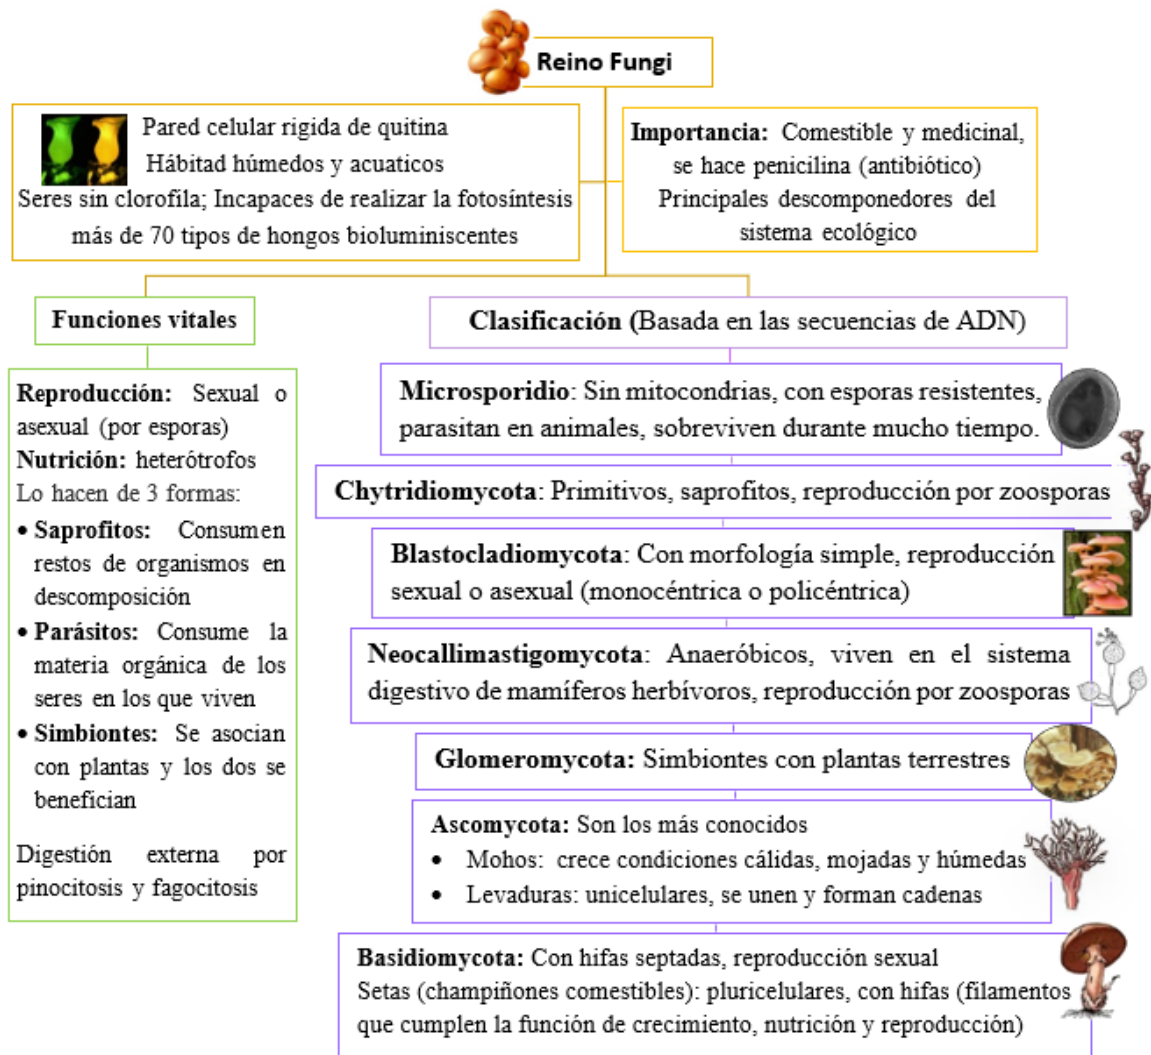 Reino Fungi
Pared celular rigida de quitina
Hábitad húmedos y acuaticos
Seres sin clorofíla; Incapaces de realizar la fotosíntesis
más de 70 tipos de hongos bioluminiscentes
Importancia: Comestible y medicinal,
se hace penicilina (antibiótico)
Principales descomponedores del
sistema ecológico
Funciones vitales
Reproducción: Sexual o
asexual (por esporas)
Nutrición: heterótrofos
Lo hacen de 3 formas:
• Saprofitos: Consumen
restos de organismos en
descomposición
• Parásitos: Consume la
materia orgánica de los
seres en los que viven
• Simbiontes: Se asocian
con plantas y los dos se
benefician
Digestión externa por
pinocitosis y fagocitosis
Clasificación (Basada en las secuencias de ADN)
Microsporidio: Sin mitocondrias, con esporas resistentes,
parasitan en animales, sobreviven durante mucho tiempo.
Chytridiomycota: Primitivos, saprofitos, reproducción por zoosporas
Blastocladiomycota: Con morfología simple, reproducción
sexual o asexual (monocéntrica o policéntrica)
Neocallimastigomycota: Anaeróbicos, viven en el sistema
digestivo de mamíferos herbívoros, reproducción por zoosporas
Glomeromycota: Simbiontes con plantas terrestres
Ascomycota: Son los más conocidos
• Mohos: crece condiciones cálidas, mojadas y húmedas
• Levaduras: unicelulares, se unen y forman cadenas
Basidiomycota: Con hifas septadas, reproducción sexual
Setas (champiñones comestibles): pluricelulares, con hifas (filamentos
que cumplen la función de crecimiento, nutrición y reproducción)